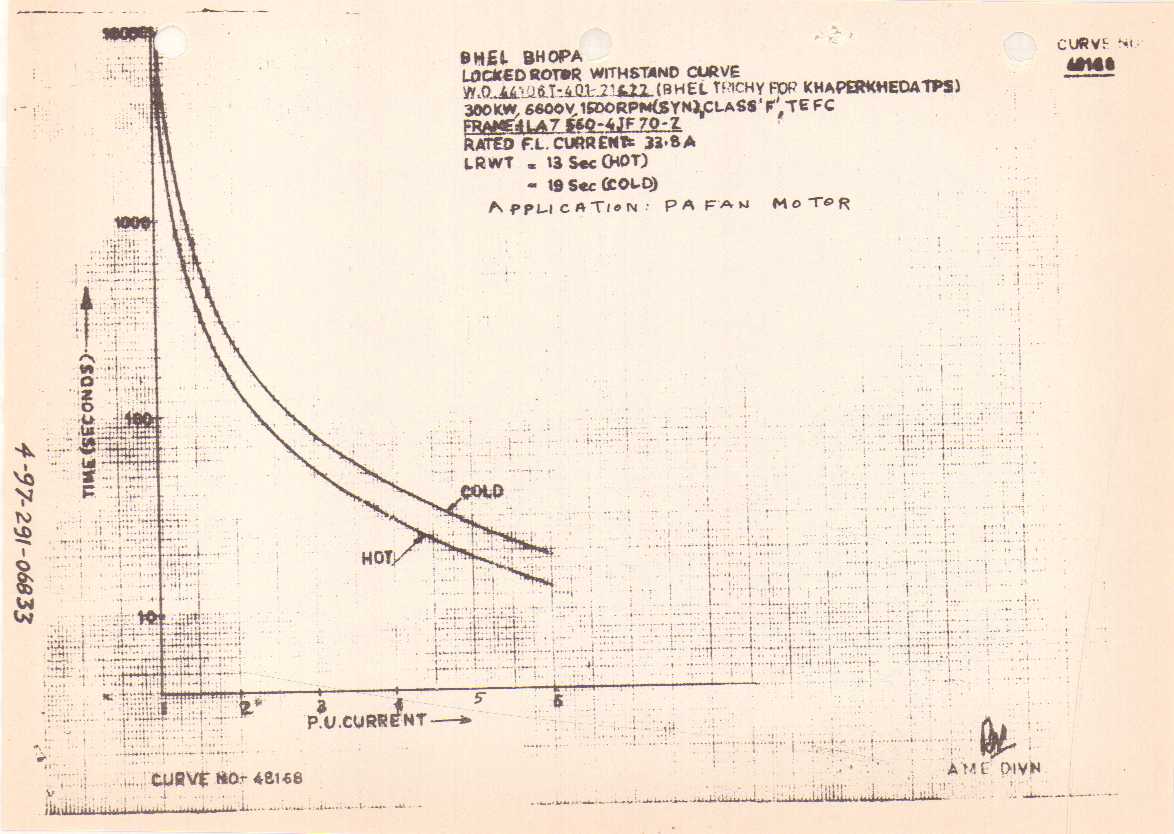 CURVE NO:
48168
BHEL BHOPA
LOCKED ROTOR WITHSTAND CURVE
W.O. 44106T-401-21622 (BHEL TRICHY FOR KHAPERKHEDA TPS)
300KW, 6600V, 1500RPM(SYN), CLASS 'F', TEFC
FRAME-1LA7 560-4JF 70-Z
RATED F.L. CURRENT= 33.8 A
LRWT = 13 Sec (HOT)
= 19 Sec (COLD)
APPLICATION: PA FAN MOTOR
10000
1000
100
10
TIME (SECONDS)
COLD
HOT
1 2 3 4 5 6
P.U.CURRENT
4-97-291-06833
CURVE NO:- 48168
AME DIVN